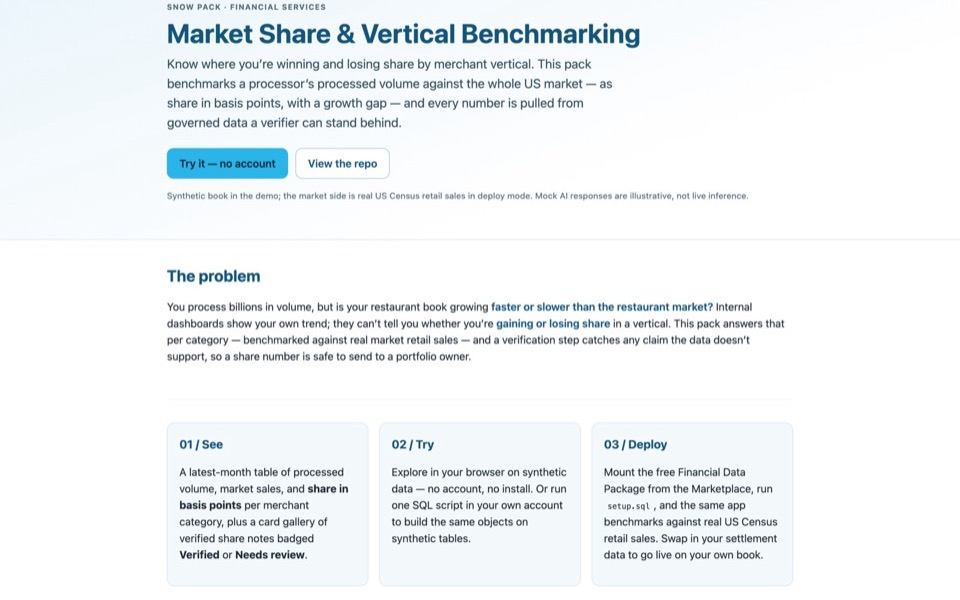 SNOW PACK · FINANCIAL SERVICES
Market Share & Vertical Benchmarking
Know where you're winning and losing share by merchant vertical. This pack
benchmarks a processor's processed volume against the whole US market — as
share in basis points, with a growth gap — and every number is pulled from
governed data a verifier can stand behind.
Try it — no account
View the repo
Synthetic book in the demo; the market side is real US Census retail sales in deploy mode. Mock AI responses are illustrative, not live inference.
The problem
You process billions in volume, but is your restaurant book growing faster or slower than the restaurant market? Internal
dashboards show your own trend; they can't tell you whether you're gaining or losing share in a vertical. This pack answers that
per category — benchmarked against real market retail sales — and a verification step catches any claim the data doesn't
support, so a share number is safe to send to a portfolio owner.
01 / See
A latest-month table of processed
volume, market sales, and share in
basis points per merchant
category, plus a card gallery of
verified share notes badged
Verified or Needs review.
02 / Try
Explore in your browser on synthetic
data — no account, no install. Or run
one SQL script in your own account
to build the same objects on
synthetic tables.
03 / Deploy
Mount the free Financial Data
Package from the Marketplace, run
setup.sql , and the same app
benchmarks against real US Census
retail sales. Swap in your settlement
data to go live on your own book.